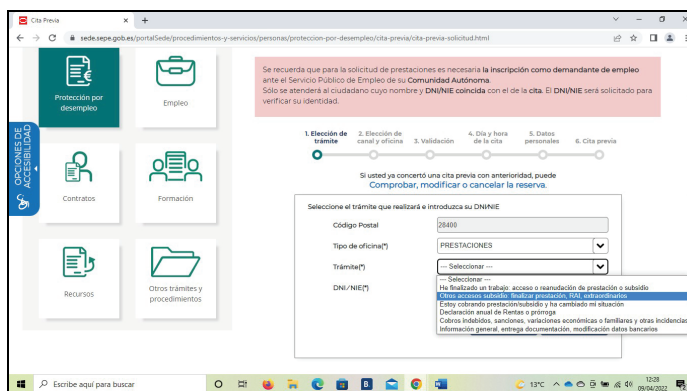 Cita Previa
sede.sepe.gob.es/portalSede/procedimientos-y-servicios/personas/proteccion-por-desempleo/cita-previa/cita-previa-solicitud.html
Protección por
desempleo
Empleo
Contratos
Formación
Recursos
Otros trámites y
procedimientos
OPCIONES DE
ACCESIBILIDAD
Se recuerda que para la solicitud de prestaciones es necesaria la inscripción como demandante de empleo
ante el Servicio Público de Empleo de su Comunidad Autónoma.
Sólo se atenderá al ciudadano cuyo nombre y DNI/NIE coincida con el de la cita. El DNI/NIE será solicitado para
verificar su identidad.
1. Elección de
trámite
2. Elección de
canal y oficina
3. Validación
4. Día y hora
de la cita
5. Datos
personales
6. Cita previa
Si usted ya concertó una cita previa con anterioridad, puede
Comprobar, modificar o cancelar la reserva.
Seleccione el trámite que realizará e introduzca su DNI/NIE
Código Postal
28400
Tipo de oficina(*)
PRESTACIONES
Trámite(*)
--- Seleccionar ---
DNI/NIE(*)
--- Seleccionar ---
He finalizado un trabajo: acceso o reanudación de prestación o subsidio
Otros accesos subsidio: finalizar prestación, RAI, extraordinarios
Estoy cobrando prestación/subsidio y ha cambiado mi situación
Declaración anual de Rentas o prórroga
Cobros indebidos, sanciones, variaciones económicas o familiares y otras incidencias
Información general, entrega documentación, modificación datos bancarios
Escribe aquí para buscar
13°C
12:28
09/04/2022